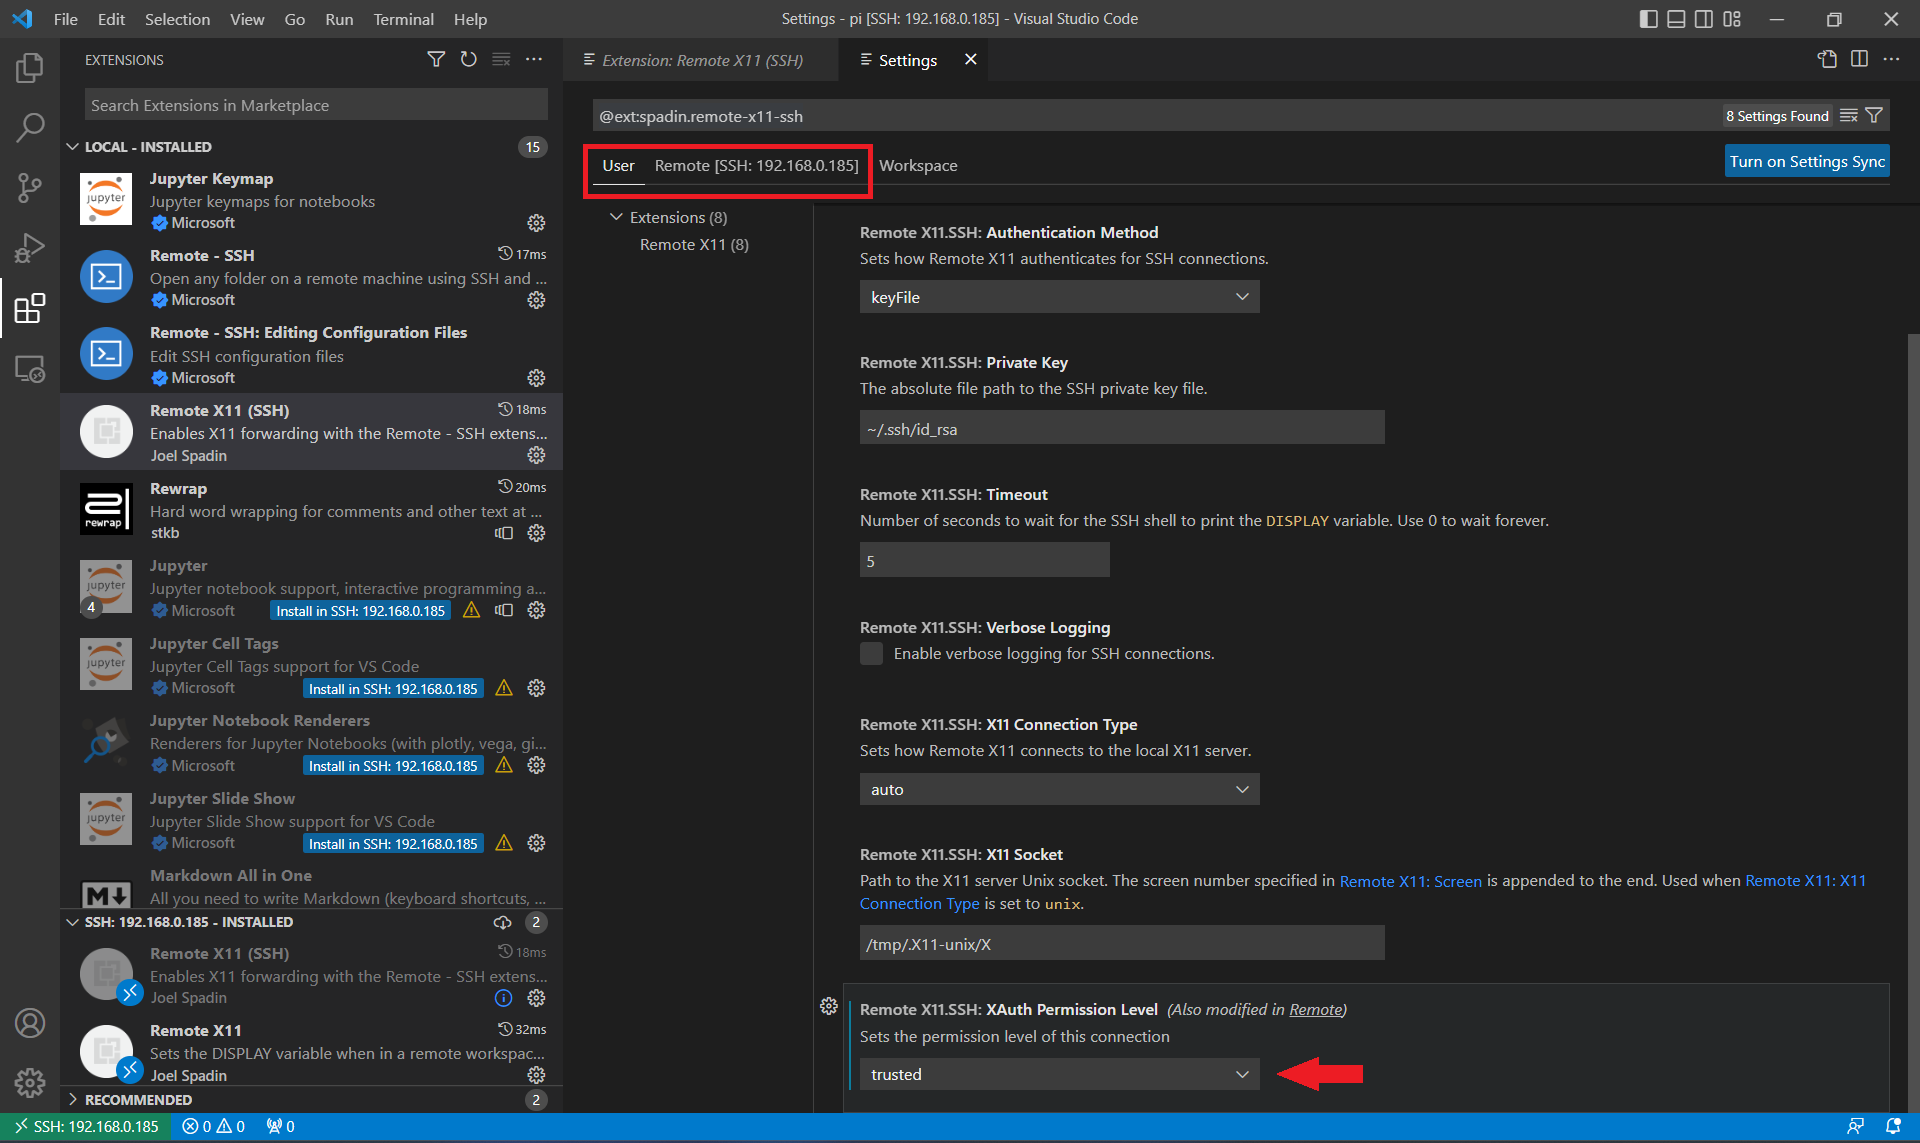 File Edit Selection View Go Run Terminal Help
Settings - pi [SSH: 192.168.0.185] - Visual Studio Code
EXTENSIONS
Search Extensions in Marketplace
LOCAL - INSTALLED 15
jupyter
Jupyter Keymap
Jupyter keymaps for notebooks
Microsoft
Remote - SSH 17ms
Open any folder on a remote machine using SSH and ...
Microsoft
Remote - SSH: Editing Configuration Files
Edit SSH configuration files
Microsoft
Remote X11 (SSH) 18ms
Enables X11 forwarding with the Remote - SSH extens...
Joel Spadin
rewrap
Rewrap 20ms
Hard word wrapping for comments and other text at ...
stkb
jupyter
4
Jupyter
Jupyter notebook support, interactive programming a...
Microsoft Install in SSH: 192.168.0.185
jupyter
Jupyter Cell Tags
Jupyter Cell Tags support for VS Code
Microsoft Install in SSH: 192.168.0.185
Jupyter Notebook Renderers
Renderers for Jupyter Notebooks (with plotly, vega, gi...
Microsoft Install in SSH: 192.168.0.185
jupyter
Jupyter Slide Show
Jupyter Slide Show support for VS Code
Microsoft Install in SSH: 192.168.0.185
M
Markdown All in One
All you need to write Markdown (keyboard shortcuts, ...
SSH: 192.168.0.185 - INSTALLED 2
Remote X11 (SSH) 18ms
Enables X11 forwarding with the Remote - SSH extens...
Joel Spadin
Remote X11 32ms
Sets the DISPLAY variable when in a remote workspac...
Joel Spadin
RECOMMENDED 2
Extension: Remote X11 (SSH) Settings
@ext:spadin.remote-x11-ssh 8 Settings Found
User Remote [SSH: 192.168.0.185] Workspace Turn on Settings Sync
Extensions (8)
Remote X11 (8)
Remote X11.SSH: Authentication Method
Sets how Remote X11 authenticates for SSH connections.
keyFile
Remote X11.SSH: Private Key
The absolute file path to the SSH private key file.
~/.ssh/id_rsa
Remote X11.SSH: Timeout
Number of seconds to wait for the SSH shell to print the DISPLAY variable. Use 0 to wait forever.
5
Remote X11.SSH: Verbose Logging
Enable verbose logging for SSH connections.
Remote X11.SSH: X11 Connection Type
Sets how Remote X11 connects to the local X11 server.
auto
Remote X11.SSH: X11 Socket
Path to the X11 server Unix socket. The screen number specified in Remote X11: Screen is appended to the end. Used when Remote X11: X11
Connection Type is set to unix.
/tmp/.X11-unix/X
Remote X11.SSH: XAuth Permission Level (Also modified in Remote)
Sets the permission level of this connection
trusted
SSH: 192.168.0.185 0 0 0